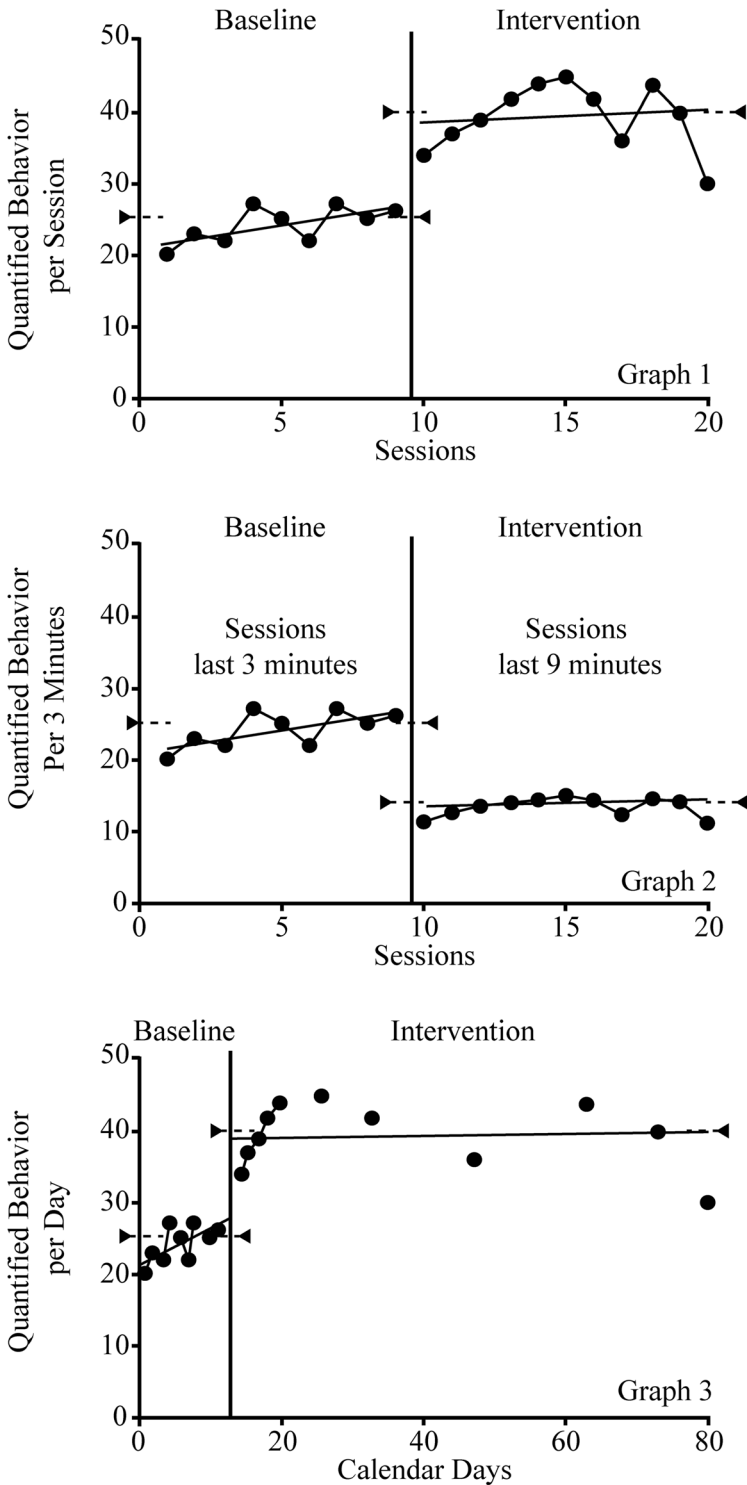 Baseline Intervention
50
40
30
20
10
0
Quantified Behavior
per Session
Graph 1
0 5 10 15 20
Sessions
Baseline Intervention
50
40
30
20
10
0
Quantified Behavior
Per 3 Minutes
Sessions
last 3 minutes
Sessions
last 9 minutes
Graph 2
0 5 10 15 20
Sessions
Baseline Intervention
50
40
30
20
10
0
Quantified Behavior
per Day
Graph 3
0 20 40 60 80
Calendar Days